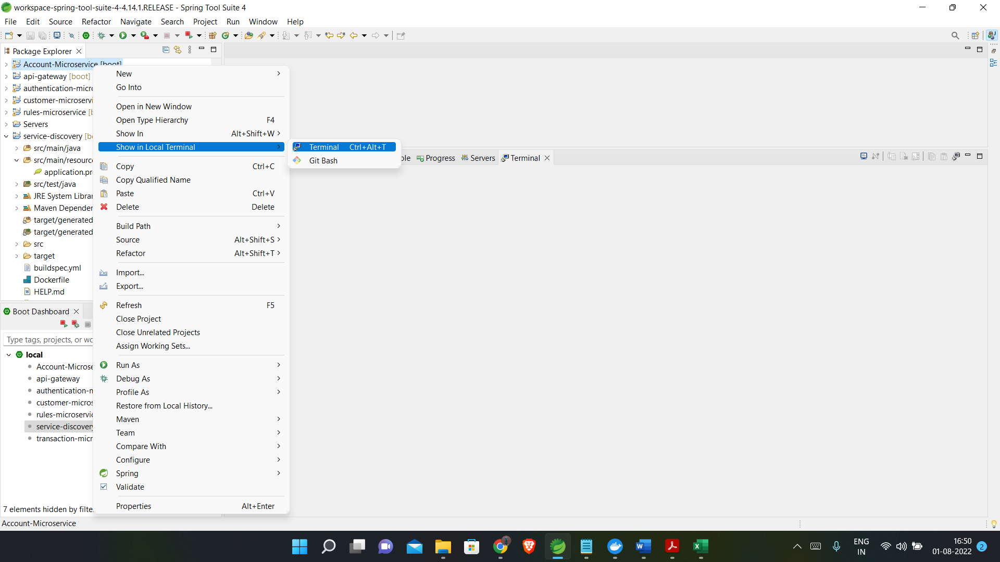 workspace-spring-tool-suite-4-4.14.1.RELEASE - Spring Tool Suite 4
File Edit Source Refactor Navigate Search Project Run Window Help
Package Explorer
Account-Microservice [boot]
api-gateway [boot]
authentication-micro
customer-microservi
rules-microservice [b
Servers
service-discovery [bo
src/main/java
src/main/resource
application.pr
src/test/java
JRE System Librar
Maven Depender
target/generated
target/generated
src
target
buildspec.yml
Dockerfile
HELP.md
New
Go Into
Open in New Window
Open Type Hierarchy F4
Show In Alt+Shift+W
Show in Local Terminal
Copy Ctrl+C
Copy Qualified Name
Paste Ctrl+V
Delete Delete
Build Path
Source Alt+Shift+S
Refactor Alt+Shift+T
Import...
Export...
Refresh F5
Close Project
Close Unrelated Projects
Assign Working Sets...
Run As
Debug As
Profile As
Restore from Local History...
Maven
Team
Compare With
Configure
Spring
Validate
Properties Alt+Enter
Terminal Ctrl+Alt+T
Git Bash
ole Progress Servers Terminal
Boot Dashboard
Type tags, projects, or wo
local
Account-Microse
api-gateway
authentication-m
customer-micros
rules-microservic
service-discovery
transaction-micr
7 elements hidden by filte
Account-Microservice
ENG
IN
16:50
01-08-2022
2